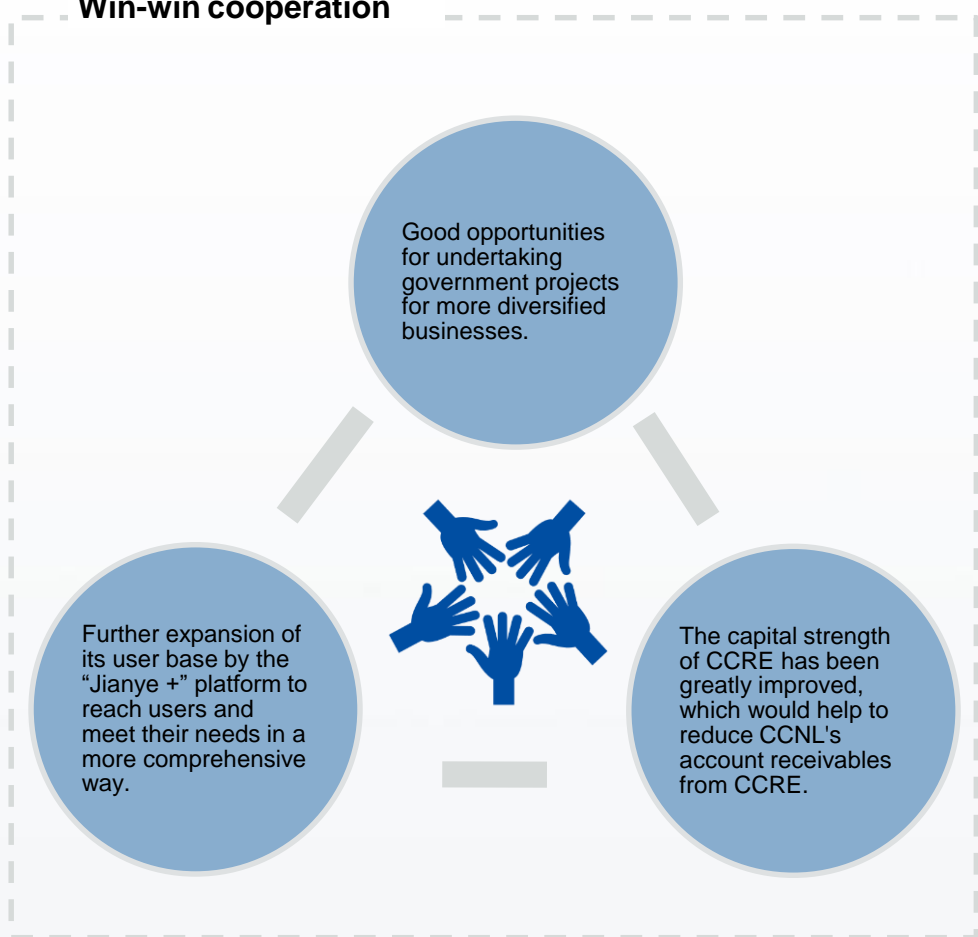 Win-win cooperation
Good opportunities
for undertaking
government projects
for more diversified
businesses.
Further expansion of
its user base by the
“Jianye +” platform to
reach users and
meet their needs in a
more comprehensive
way.
The capital strength
of CCRE has been
greatly improved,
which would help to
reduce CCNL's
account receivables
from CCRE.